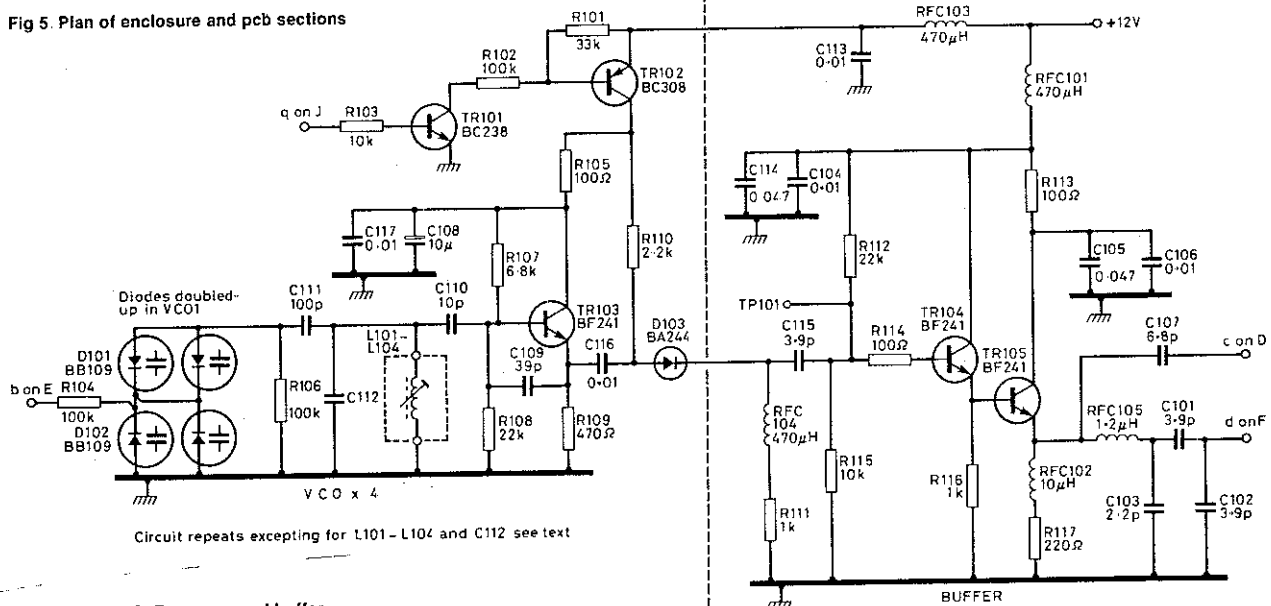 Fig 5. Plan of enclosure and pcb sections
R101
33k
R102
100k
TR102
BC308
q on J
R103
10k
TR101
BC238
RFC103
470µH
+12V
C113
0·01
RFC101
470µH
R105
100Ω
C117
0·01
C108
10µ
R107
6·8k
R110
2·2k
C114
0·047
C104
0·01
R112
22k
R113
100Ω
C105
0·047
C106
0·01
Diodes doubled-
up in VCO1
C111
100p
C110
10p
TR103
BF241
D103
BA244
TP101
C115
3·9p
R114
100Ω
TR104
BF241
TR105
BF241
C107
6·8p
c on D
D101
BB109
b on E
R104
100k
D102
BB109
R106
100k
C112
L101-
L104
C109
39p
C116
0·01
R108
22k
R109
470Ω
RFC
104
470µH
R115
10k
R111
1k
R116
1k
RFC105
1·2µH
C101
3·9p
d on F
RFC102
10µH
C103
2·2p
C102
3·9p
R117
220Ω
VCO x 4
BUFFER
Circuit repeats excepting for L101-L104 and C112 see text